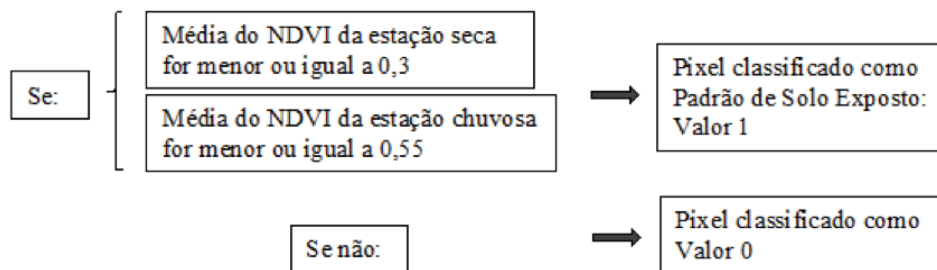 Se:
Média do NDVI da estação seca
for menor ou igual a 0,3
Média do NDVI da estação chuvosa
for menor ou igual a 0,55
Pixel classificado como
Padrão de Solo Exposto:
Valor 1
Se não:
Pixel classificado como
Valor 0